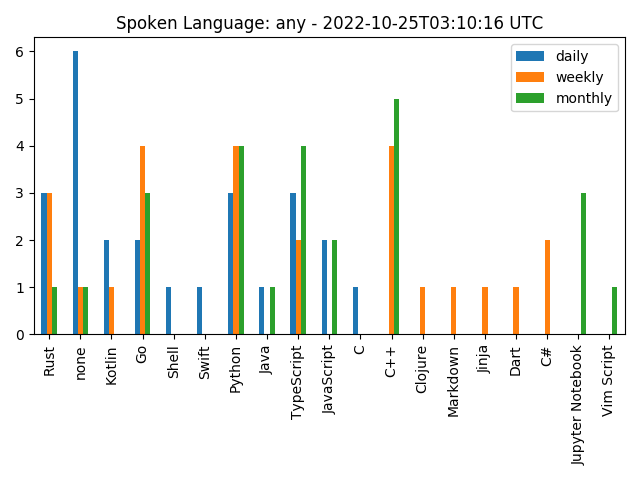 Spoken Language: any - 2022-10-25T03:10:16 UTC
daily
weekly
monthly
6
5
4
3
2
1
0
Rust
none
Kotlin
Go
Shell
Swift
Python
Java
TypeScript
JavaScript
C
C++
Clojure
Markdown
Jinja
Dart
C#
Jupyter Notebook
Vim Script